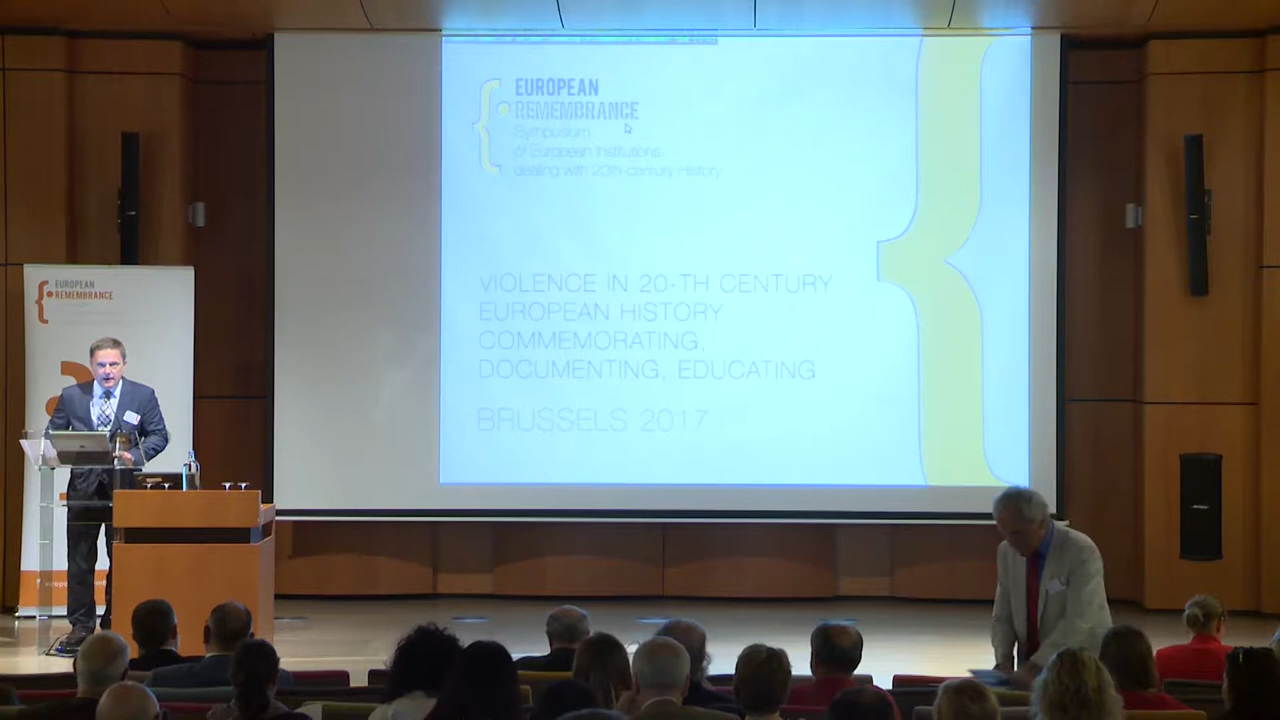 EUROPEAN
REMEMBRANCE
Symposium
of European Institutions
dealing with 20th-century History
VIOLENCE IN 20-TH CENTURY
EUROPEAN HISTORY
COMMEMORATING,
DOCUMENTING, EDUCATING
BRUSSELS 2017
EUROPEAN
REMEMBRANCE